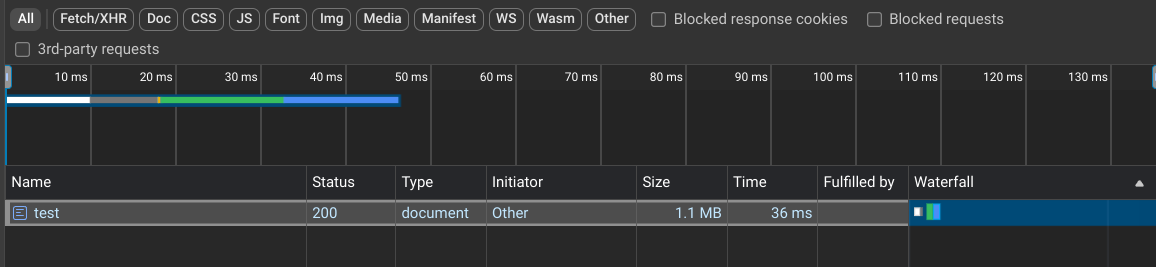 All Fetch/XHR Doc CSS JS Font Img Media Manifest WS Wasm Other Blocked response cookies Blocked requests
3rd-party requests
10 ms 20 ms 30 ms 40 ms 50 ms 60 ms 70 ms 80 ms 90 ms 100 ms 110 ms 120 ms 130 ms
Name Status Type Initiator Size Time Fulfilled by Waterfall
test 200 document Other 1.1 MB 36 ms